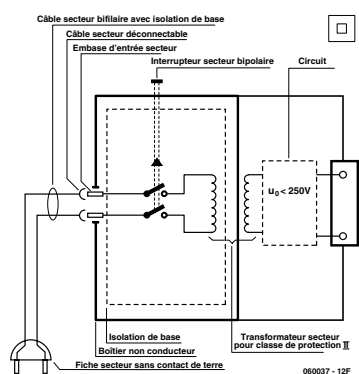 Câble secteur bifilaire avec isolation de base
Câble secteur déconnectable
Embase d'entrée secteur
Interrupteur secteur bipolaire
Circuit
u0 < 250V
Isolation de base
Boîtier non conducteur
Fiche secteur sans contact de terre
Transformateur secteur
pour classe de protection II
060037 - 12F